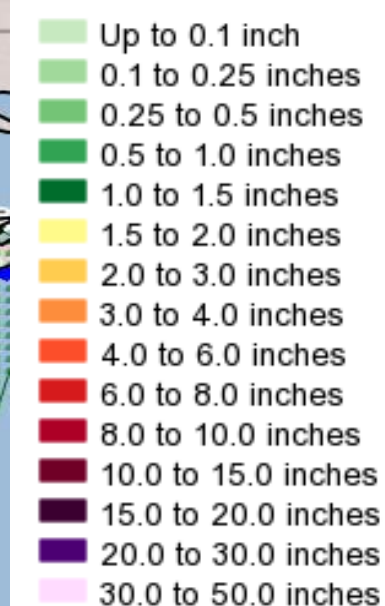 Up to 0.1 inch
0.1 to 0.25 inches
0.25 to 0.5 inches
0.5 to 1.0 inches
1.0 to 1.5 inches
1.5 to 2.0 inches
2.0 to 3.0 inches
3.0 to 4.0 inches
4.0 to 6.0 inches
6.0 to 8.0 inches
8.0 to 10.0 inches
10.0 to 15.0 inches
15.0 to 20.0 inches
20.0 to 30.0 inches
30.0 to 50.0 inches